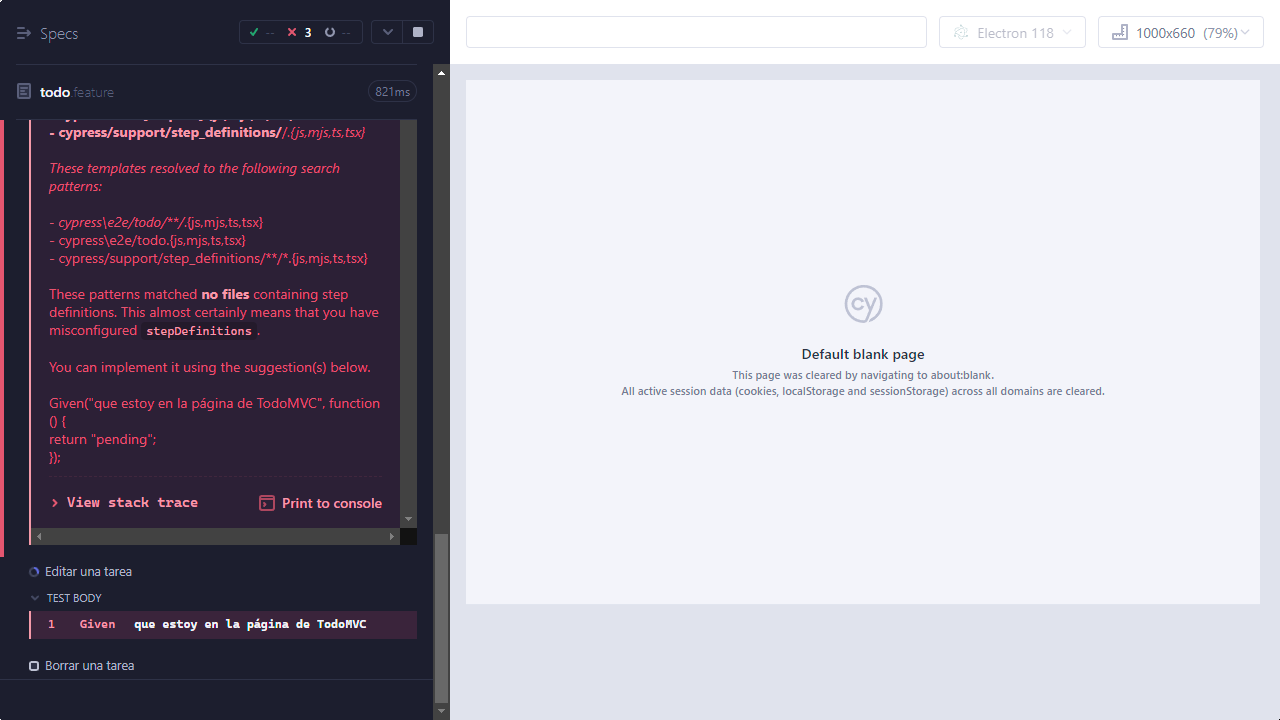 Specs
--
3
--
todo.feature
821ms
- cypress/support/step_definitions//.{js,mjs,ts,tsx}
These templates resolved to the following search
patterns:
- cypress\e2e/todo/**/.{js,mjs,ts,tsx}
- cypress\e2e/todo.{js,mjs,ts,tsx}
- cypress/support/step_definitions/**/*.{js,mjs,ts,tsx}
These patterns matched no files containing step
definitions. This almost certainly means that you have
misconfigured stepDefinitions.
You can implement it using the suggestion(s) below.
Given("que estoy en la página de TodoMVC", function
() {
return "pending";
});
View stack trace
Print to console
Editar una tarea
TEST BODY
1 Given que estoy en la página de TodoMVC
Borrar una tarea
Electron 118
1000x660 (79%)
cy
Default blank page
This page was cleared by navigating to about:blank.
All active session data (cookies, localStorage and sessionStorage) across all domains are cleared.